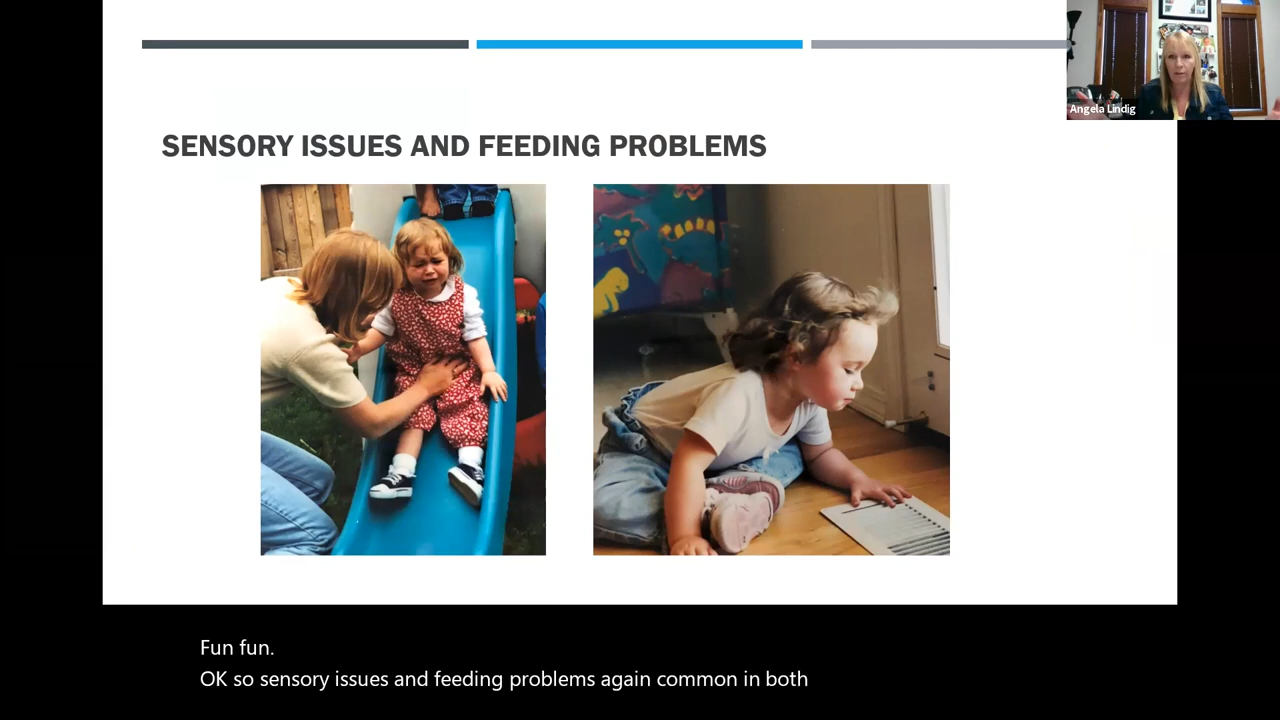 Angela Lindig
SENSORY ISSUES AND FEEDING PROBLEMS
Fun fun.
OK so sensory issues and feeding problems again common in both